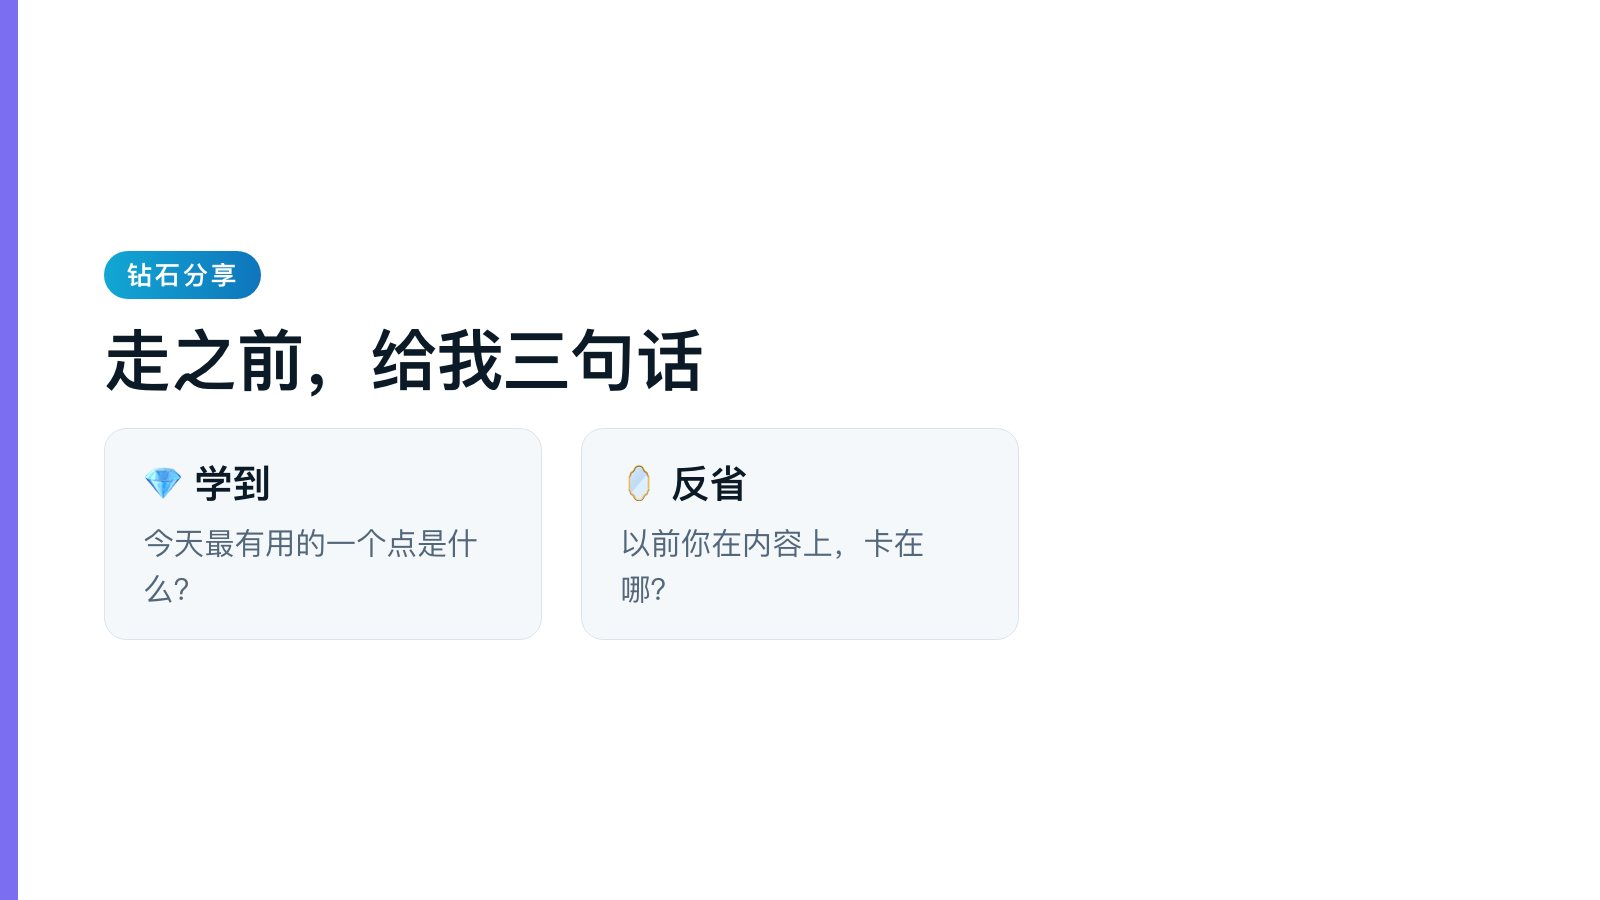 钻石分享
走之前，给我三句话
💎 学到
今天最有用的一个点是什
么？
🪞 反省
以前你在内容上，卡在
哪？